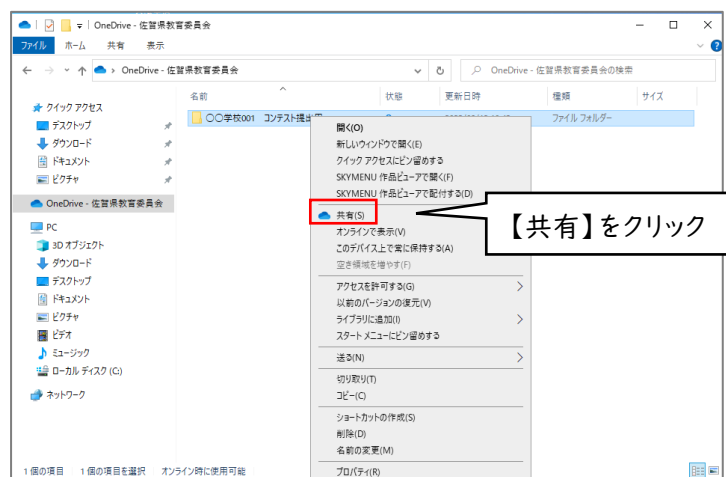 OneDrive - 佐賀県教育委員会
ファイル ホーム 共有 表示
OneDrive - 佐賀県教育委員会
OneDrive - 佐賀県教育委員会の検索
名前 状態 更新日時 種類 サイズ
クイック アクセス
デスクトップ
ダウンロード
ドキュメント
ピクチャ
OneDrive - 佐賀県教育委員会
PC
3D オブジェクト
ダウンロード
デスクトップ
ドキュメント
ピクチャ
ビデオ
ミュージック
ローカル ディスク (C:)
ネットワーク
〇〇学校001 コンテスト提出用 ファイル フォルダー
開く(O)
新しいウィンドウで開く(E)
クイック アクセスにピン留めする
SKYMENU 作品ビューアで開く(F)
SKYMENU 作品ビューアで配付する(D)
共有(S)
オンラインで表示(V)
このデバイス上で常に保持する(A)
空き領域を増やす(F)
アクセスを許可する(G)
以前のバージョンの復元(V)
ライブラリに追加(I)
スタート メニューにピン留めする
送る(N)
切り取り(T)
コピー(C)
ショートカットの作成(S)
削除(D)
名前の変更(M)
プロパティ(R)
【共有】をクリック
1 個の項目 1 個の項目を選択 オンライン時に使用可能